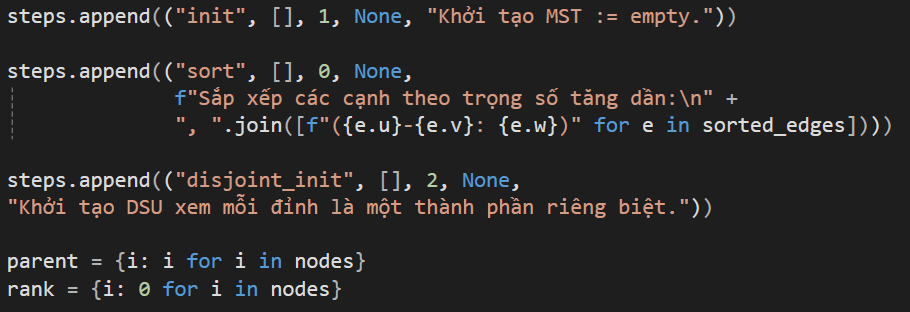 steps.append(("init", [], 1, None, "Khởi tạo MST := empty."))
steps.append(("sort", [], 0, None,
f"Sắp xếp các cạnh theo trọng số tăng dần:\n" +
", ".join([f"({e.u}-{e.v}: {e.w})" for e in sorted_edges])))
steps.append(("disjoint_init", [], 2, None,
"Khởi tạo DSU xem mỗi đỉnh là một thành phần riêng biệt."))
parent = {i: i for i in nodes}
rank = {i: 0 for i in nodes}